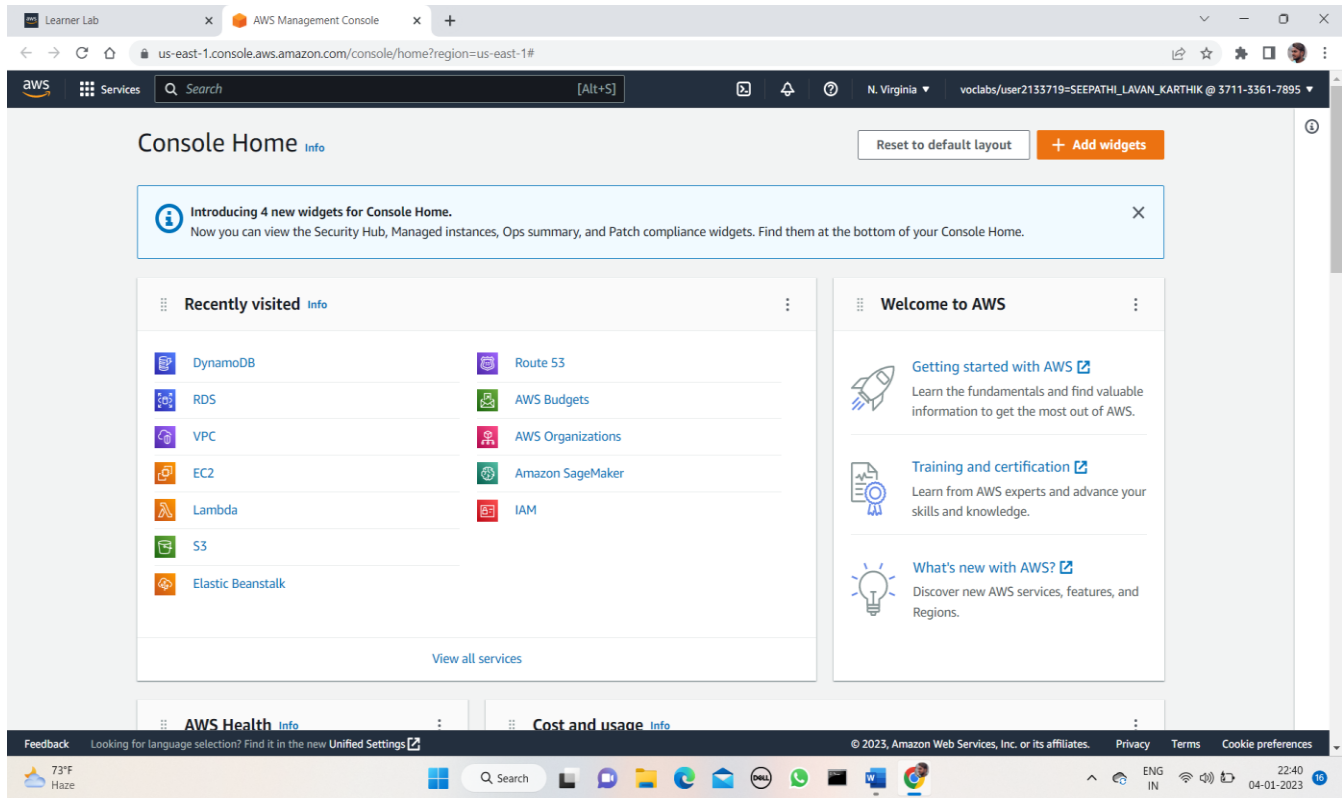 aws Learner Lab
AWS Management Console
us-east-1.console.aws.amazon.com/console/home?region=us-east-1#
aws Services Search [Alt+S] N. Virginia voclabs/user2133719=SEEPATHI_LAVAN_KARTHIK @ 3711-3361-7895
Console Home Info
Reset to default layout
Add widgets
Introducing 4 new widgets for Console Home.
Now you can view the Security Hub, Managed instances, Ops summary, and Patch compliance widgets. Find them at the bottom of your Console Home.
Recently visited Info
DynamoDB
RDS
VPC
EC2
Lambda
S3
Elastic Beanstalk
Route 53
AWS Budgets
AWS Organizations
Amazon SageMaker
IAM
View all services
Welcome to AWS
Getting started with AWS
Learn the fundamentals and find valuable
information to get the most out of AWS.
Training and certification
Learn from AWS experts and advance your
skills and knowledge.
What's new with AWS?
Discover new AWS services, features, and
Regions.
AWS Health Info
Cost and usage Info
Feedback Looking for language selection? Find it in the new Unified Settings © 2023, Amazon Web Services, Inc. or its affiliates. Privacy Terms Cookie preferences
73°F
Haze
Search
DELL
ENG
IN
22:40
04-01-2023
16